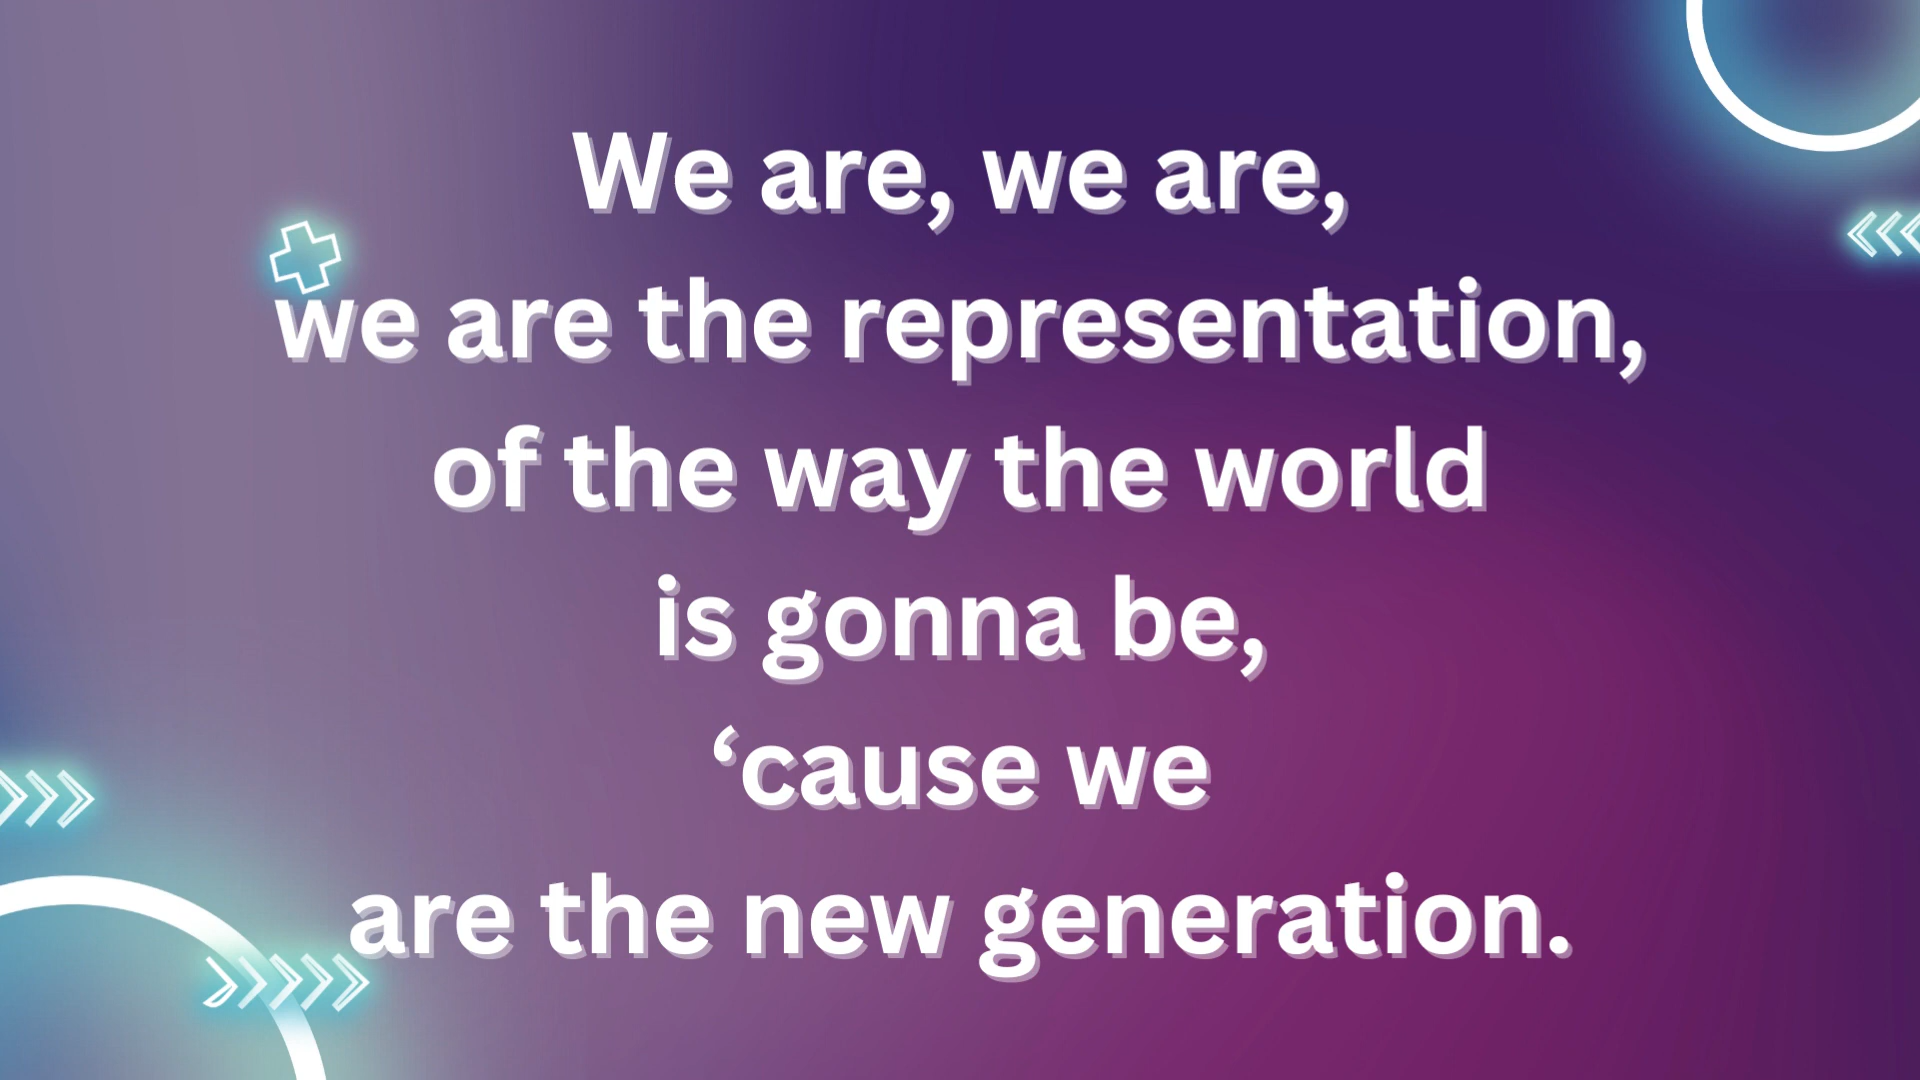 We are, we are,
we are the representation,
of the way the world
is gonna be,
‘cause we
are the new generation.